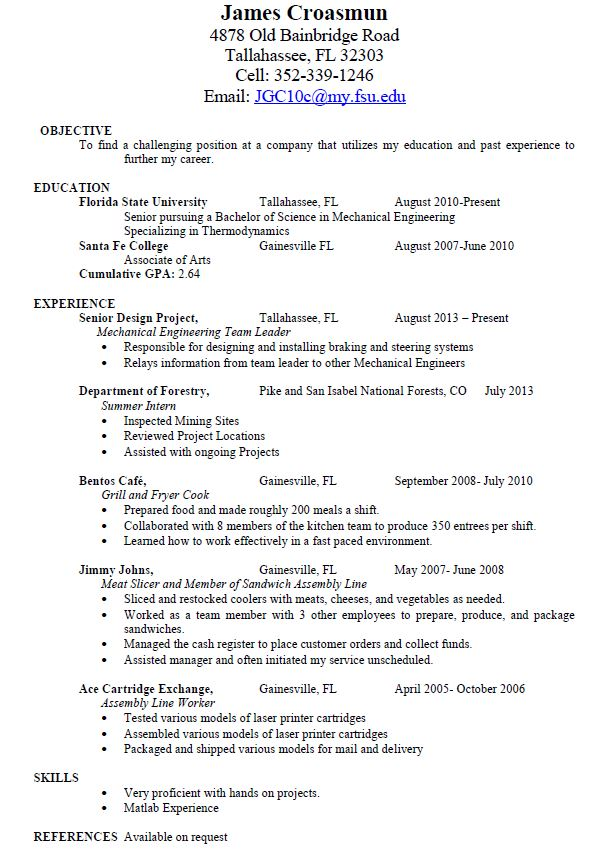 James Croasmun
4878 Old Bainbridge Road
Tallahassee, FL 32303
Cell: 352-339-1246
Email: JGC10c@my.fsu.edu
OBJECTIVE
To find a challenging position at a company that utilizes my education and past experience to
further my career.
EDUCATION
Florida State University Tallahassee, FL August 2010-Present
Senior pursuing a Bachelor of Science in Mechanical Engineering
Specializing in Thermodynamics
Santa Fe College Gainesville FL August 2007-June 2010
Associate of Arts
Cumulative GPA: 2.64
EXPERIENCE
Senior Design Project, Tallahassee, FL August 2013 – Present
Mechanical Engineering Team Leader
• Responsible for designing and installing braking and steering systems
• Relays information from team leader to other Mechanical Engineers
Department of Forestry, Pike and San Isabel National Forests, CO July 2013
Summer Intern
• Inspected Mining Sites
• Reviewed Project Locations
• Assisted with ongoing Projects
Bentos Café, Gainesville, FL September 2008- July 2010
Grill and Fryer Cook
• Prepared food and made roughly 200 meals a shift.
• Collaborated with 8 members of the kitchen team to produce 350 entrees per shift.
• Learned how to work effectively in a fast paced environment.
Jimmy Johns, Gainesville, FL May 2007- June 2008
Meat Slicer and Member of Sandwich Assembly Line
• Sliced and restocked coolers with meats, cheeses, and vegetables as needed.
• Worked as a team member with 3 other employees to prepare, produce, and package
sandwiches.
• Managed the cash register to place customer orders and collect funds.
• Assisted manager and often initiated my service unscheduled.
Ace Cartridge Exchange, Gainesville, FL April 2005- October 2006
Assembly Line Worker
• Tested various models of laser printer cartridges
• Assembled various models of laser printer cartridges
• Packaged and shipped various models for mail and delivery
SKILLS
• Very proficient with hands on projects.
• Matlab Experience
REFERENCES Available on request